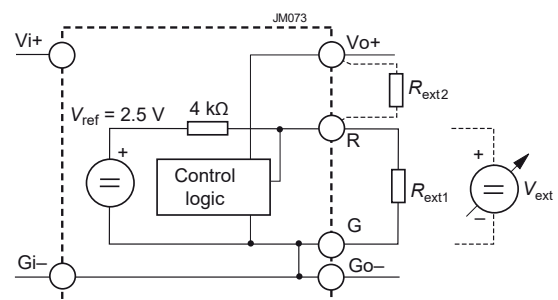 JM073
Vi+
Vo+
Rext2
Vref = 2.5 V
4 kΩ
R
+
Control
logic
Rext1
+
Vext
–
G
Gi–
Go–